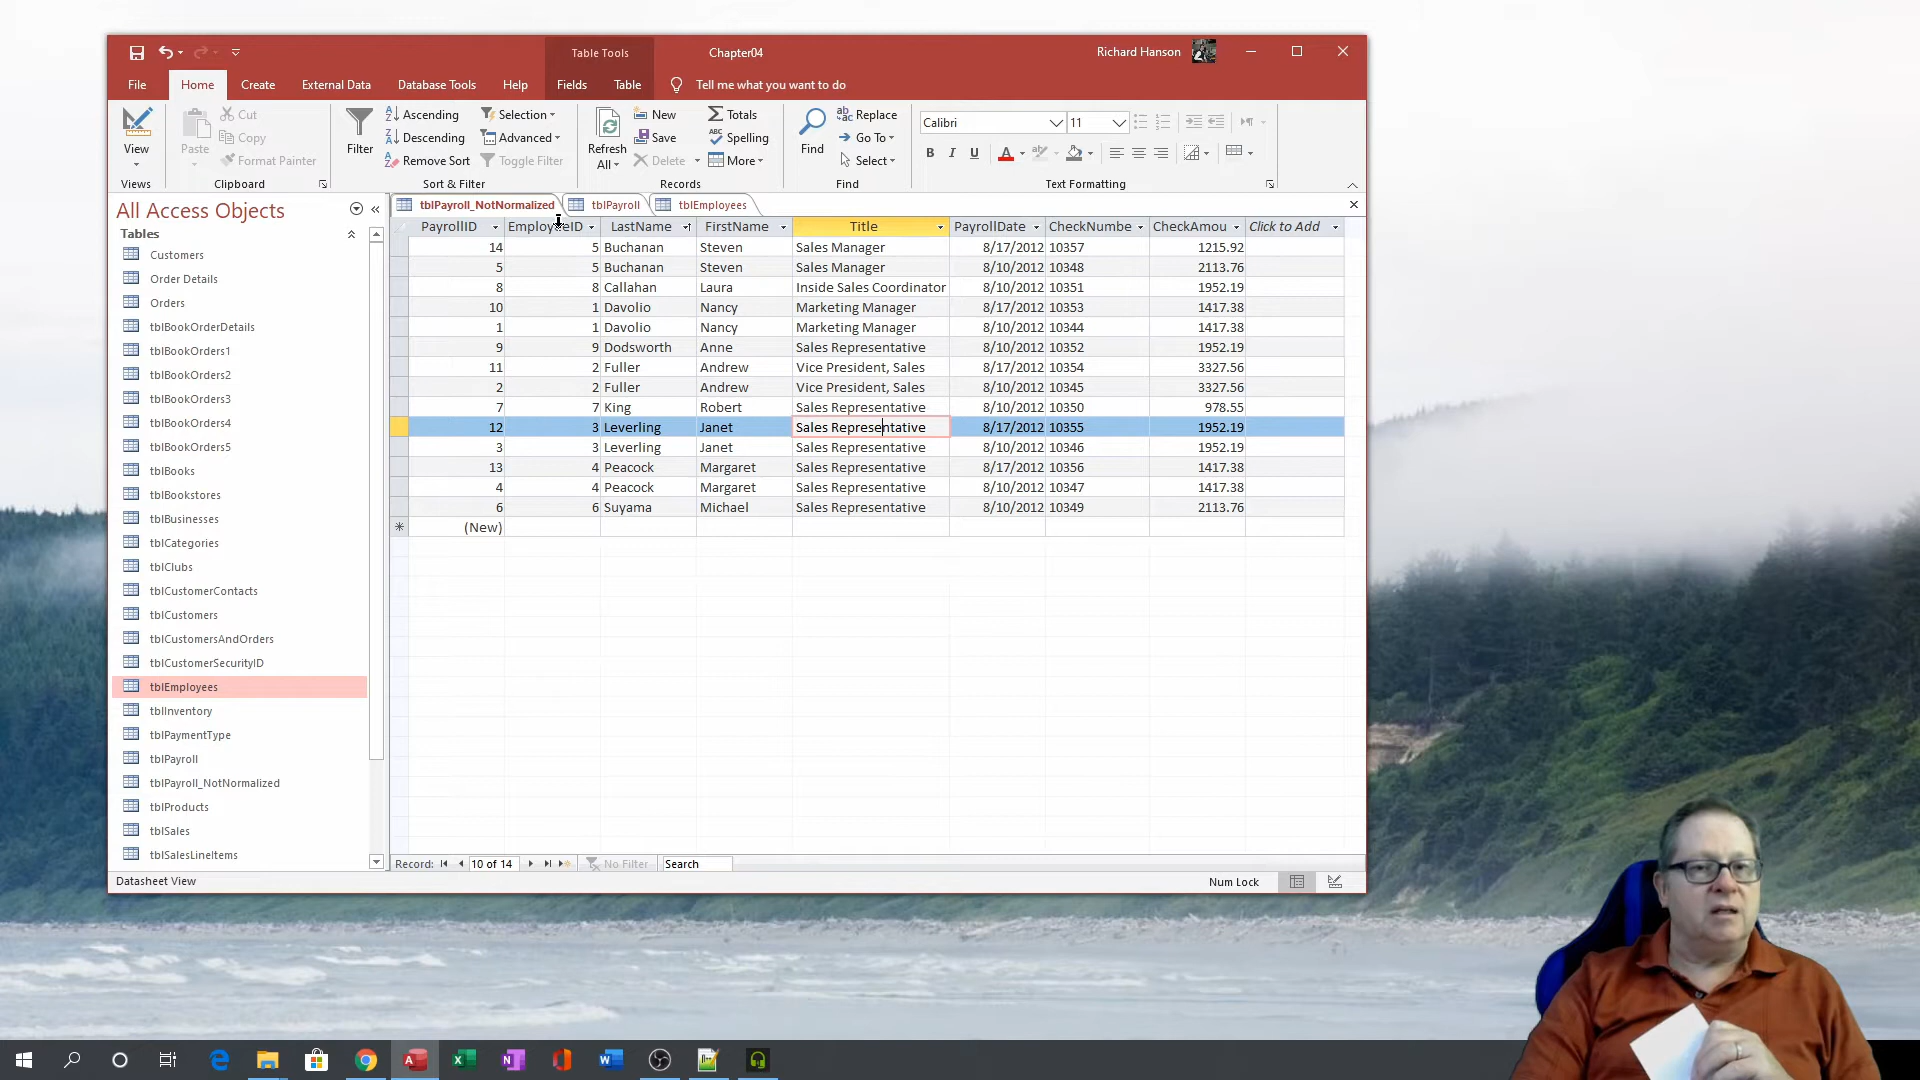 Table Tools
Chapter04
Richard Hanson
File Home Create External Data Database Tools Help Fields Table Tell me what you want to do
View
Views
Paste
Cut
Copy
Format Painter
Clipboard
Filter
Ascending
Descending
Remove Sort
Selection
Advanced
Toggle Filter
Sort & Filter
Refresh All
New
Save
Delete
Totals
Spelling
More
Records
Find
Replace
Go To
Select
Find
Calibri 11
B I U A
Text Formatting
All Access Objects
Tables
Customers
Order Details
Orders
tblBookOrderDetails
tblBookOrders1
tblBookOrders2
tblBookOrders3
tblBookOrders4
tblBookOrders5
tblBooks
tblBookstores
tblBusinesses
tblCategories
tblClubs
tblCustomerContacts
tblCustomers
tblCustomersAndOrders
tblCustomerSecurityID
tblEmployees
tblInventory
tblPaymentType
tblPayroll
tblPayroll_NotNormalized
tblProducts
tblSales
tblSalesLineItems
tblPayroll_NotNormalized tblPayroll tblEmployees
PayrollID EmployeeID LastName FirstName Title PayrollDate CheckNumbe CheckAmou Click to Add
14 5 Buchanan Steven Sales Manager 8/17/2012 10357 1215.92
5 5 Buchanan Steven Sales Manager 8/10/2012 10348 2113.76
8 8 Callahan Laura Inside Sales Coordinator 8/10/2012 10351 1952.19
10 1 Davolio Nancy Marketing Manager 8/17/2012 10353 1417.38
1 1 Davolio Nancy Marketing Manager 8/10/2012 10344 1417.38
9 9 Dodsworth Anne Sales Representative 8/10/2012 10352 1952.19
11 2 Fuller Andrew Vice President, Sales 8/17/2012 10354 3327.56
2 2 Fuller Andrew Vice President, Sales 8/10/2012 10345 3327.56
7 7 King Robert Sales Representative 8/10/2012 10350 978.55
12 3 Leverling Janet Sales Representative 8/17/2012 10355 1952.19
3 3 Leverling Janet Sales Representative 8/10/2012 10346 1952.19
13 4 Peacock Margaret Sales Representative 8/17/2012 10356 1417.38
4 4 Peacock Margaret Sales Representative 8/10/2012 10347 1417.38
6 6 Suyama Michael Sales Representative 8/10/2012 10349 2113.76
(New)
Record: 10 of 14 No Filter Search
Datasheet View
Num Lock